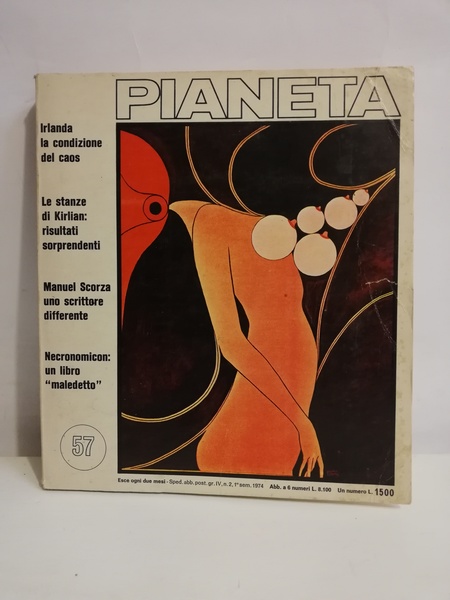 PIANETA
Irlanda
la condizione
del caos
Le stanze
di Kirlian:
risultati
sorprendenti
Manuel Scorza
uno scrittore
differente
Necronomicon:
un libro
"maledetto"
57
Esce ogni due mesi - Sped. abb. post. gr. IV, n. 2, 1° sem. 1974 Abb. a 6 numeri L. 8.500 Un numero L. 1500